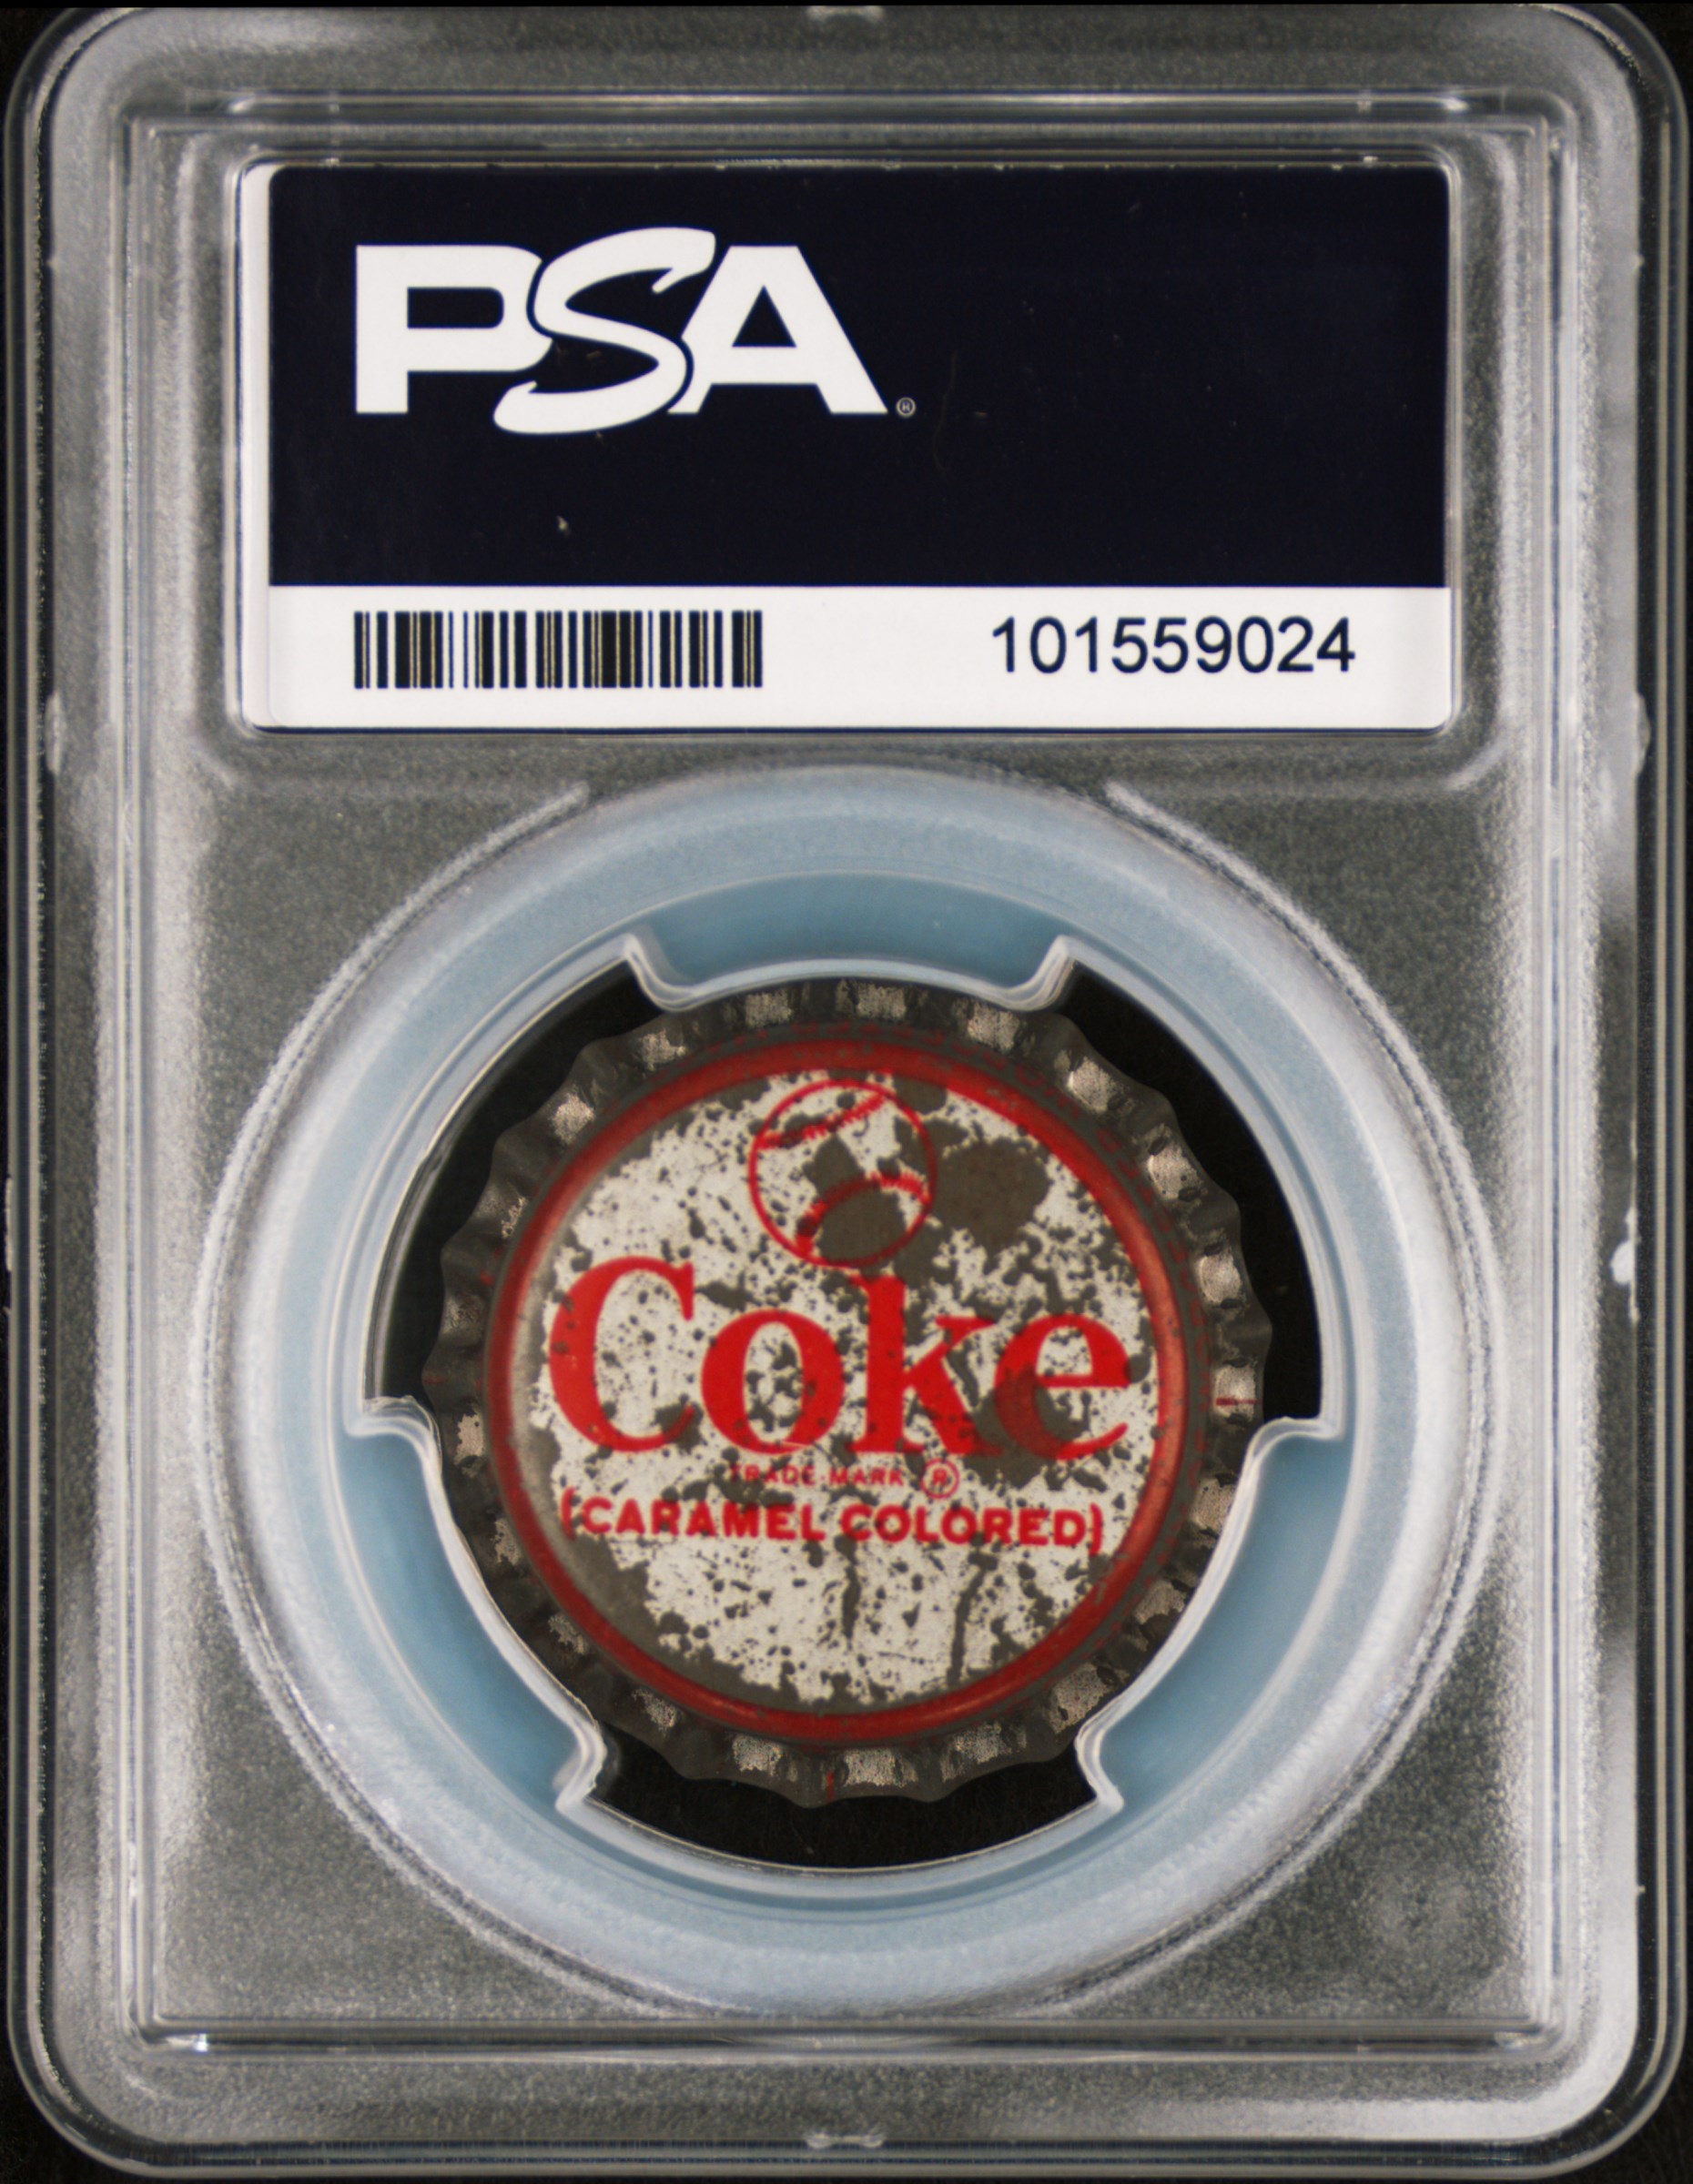 PSA®
101559024
Coke
TRADE-MARK ®
(CARAMEL COLORED)